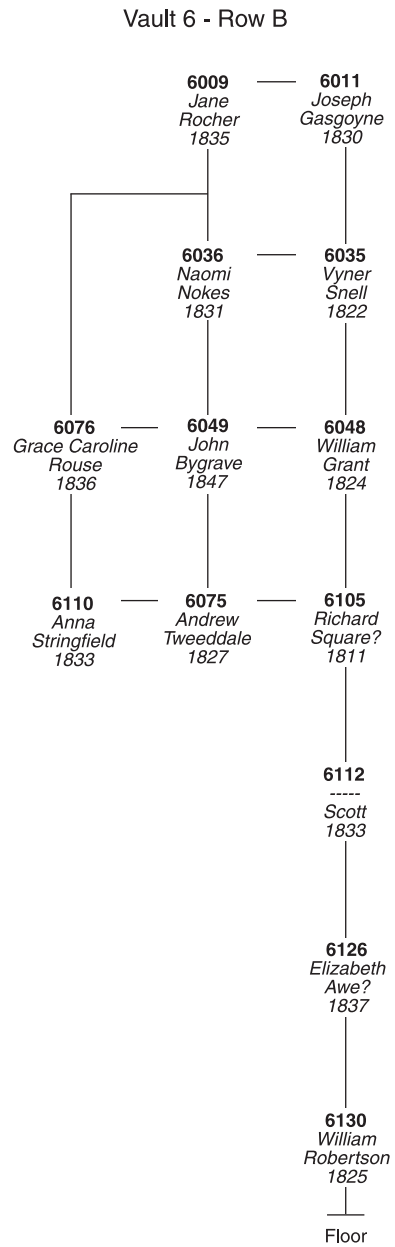 Vault 6 - Row B
6009
Jane
Rocher
1835
6011
Joseph
Gasgoyne
1830
6036
Naomi
Nokes
1831
6035
Vyner
Snell
1822
6076
Grace Caroline
Rouse
1836
6049
John
Bygrave
1847
6048
William
Grant
1824
6110
Anna
Stringfield
1833
6075
Andrew
Tweeddale
1827
6105
Richard
Square?
1811
6112
-----
Scott
1833
6126
Elizabeth
Awe?
1837
6130
William
Robertson
1825
Floor